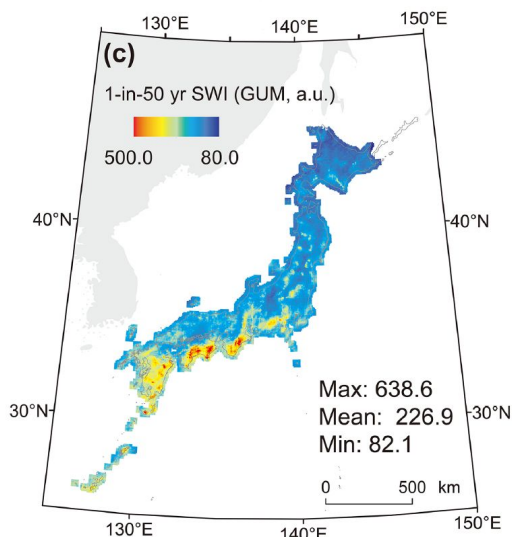 130°E 140°E 150°E
(c)
1-in-50 yr SWI (GUM, a.u.)
500.0 80.0
40°N 40°N
Max: 638.6
Mean: 226.9
Min: 82.1
30°N 30°N
0 500 km
130°E 140°E 150°E